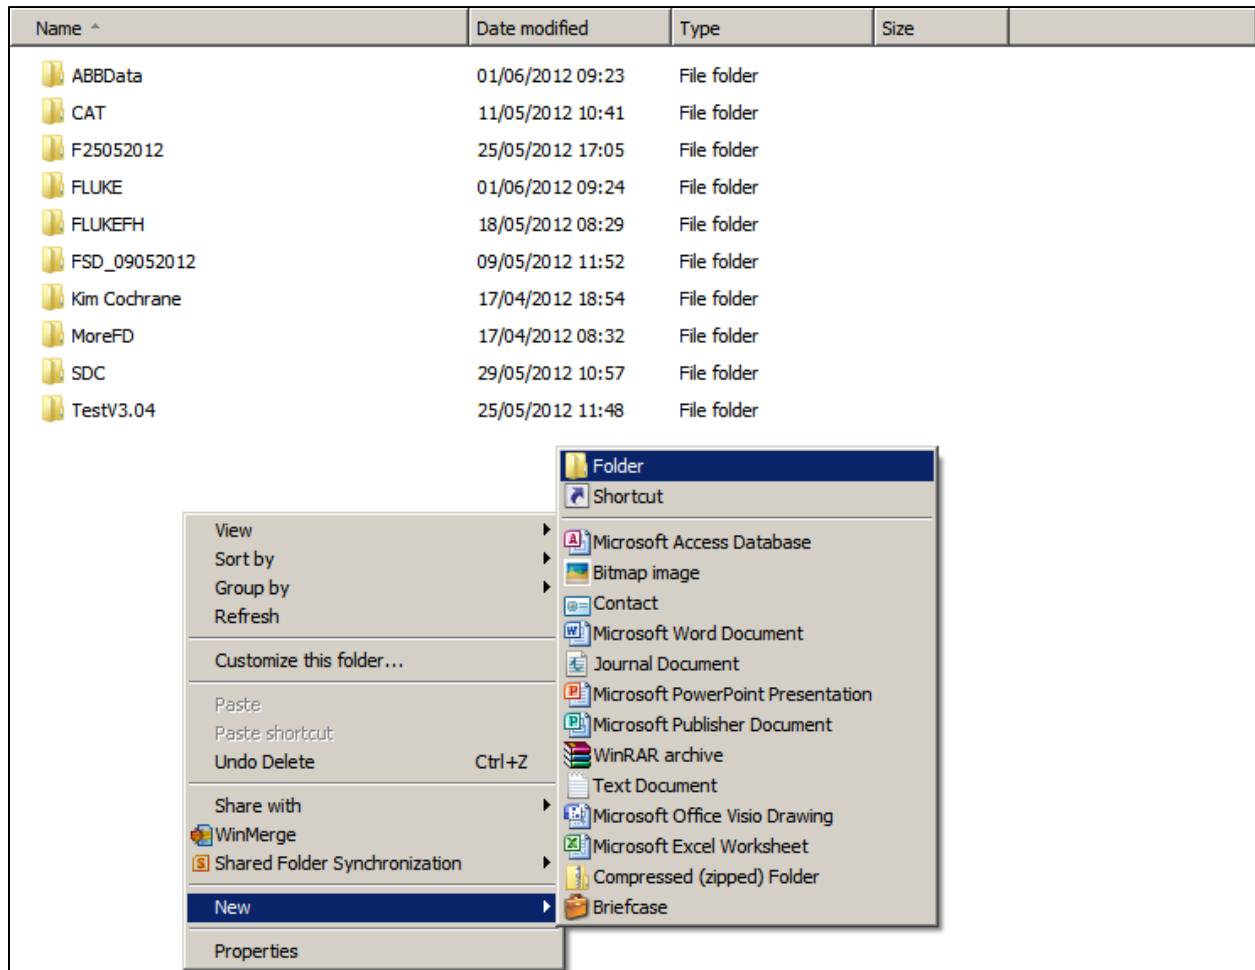 Name Date modified Type Size
ABBData 01/06/2012 09:23 File folder
CAT 11/05/2012 10:41 File folder
F25052012 25/05/2012 17:05 File folder
FLUKE 01/06/2012 09:24 File folder
FLUKEFH 18/05/2012 08:29 File folder
FSD_09052012 09/05/2012 11:52 File folder
Kim Cochrane 17/04/2012 18:54 File folder
MoreFD 17/04/2012 08:32 File folder
SDC 29/05/2012 10:57 File folder
TestV3.04 25/05/2012 11:48 File folder
View
Sort by
Group by
Refresh
Customize this folder...
Paste
Paste shortcut
Undo Delete Ctrl+Z
Share with
WinMerge
Shared Folder Synchronization
New
Properties
Folder
Shortcut
Microsoft Access Database
Bitmap image
Contact
Microsoft Word Document
Journal Document
Microsoft PowerPoint Presentation
Microsoft Publisher Document
WinRAR archive
Text Document
Microsoft Office Visio Drawing
Microsoft Excel Worksheet
Compressed (zipped) Folder
Briefcase